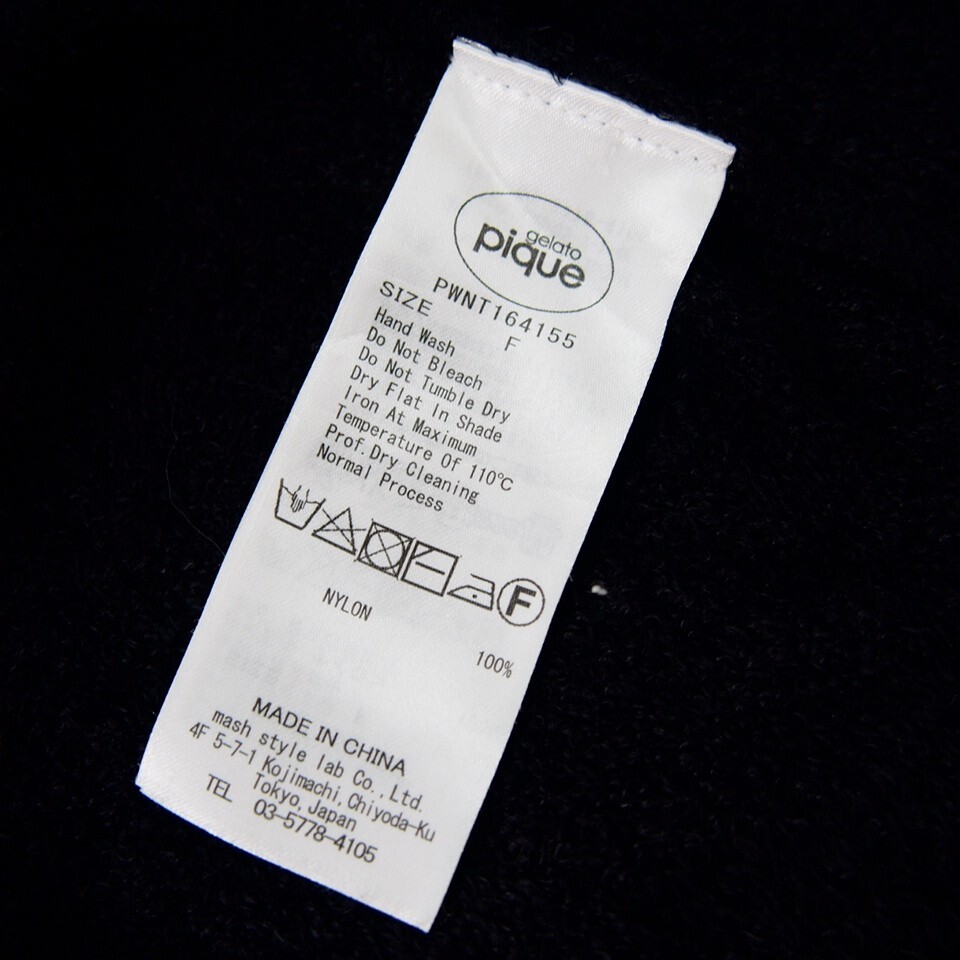 gelato
pique
PWNT164155
SIZE F
Hand Wash
Do Not Bleach
Do Not Tumble Dry
Dry Flat In Shade
Iron At Maximum
Temperature Of 110℃
Prof.Dry Cleaning
Normal Process
F
NYLON 100%
MADE IN CHINA
mash style lab Co.,Ltd.
4F 5-7-1 Kojimachi,Chiyoda-Ku
Tokyo,Japan
TEL 03-5778-4105